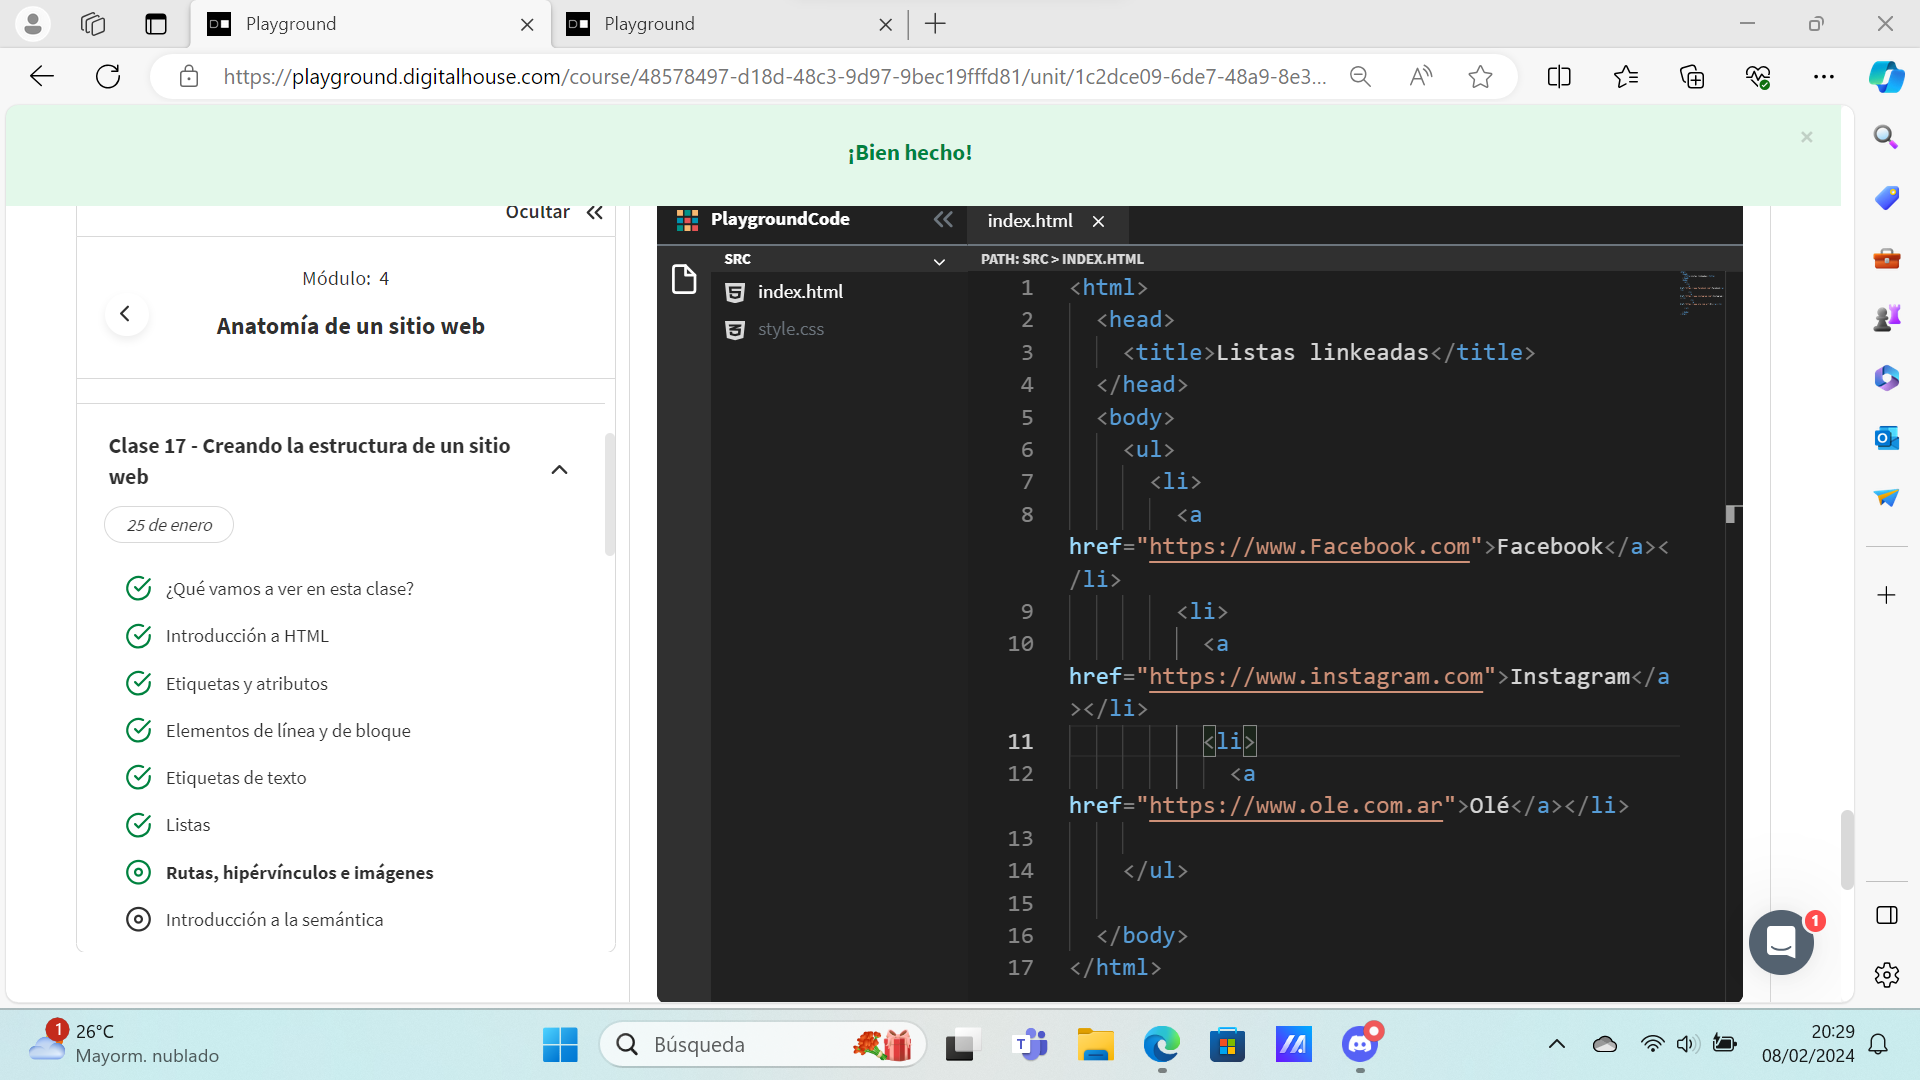 Playground
Playground
https://playground.digitalhouse.com/course/48578497-d18d-48c3-9d97-9bec19fffd81/unit/1c2dce09-6de7-48a9-8e3...
¡Bien hecho!
Ocultar
Módulo: 4
Anatomía de un sitio web
Clase 17 - Creando la estructura de un sitio
web
25 de enero
¿Qué vamos a ver en esta clase?
Introducción a HTML
Etiquetas y atributos
Elementos de línea y de bloque
Etiquetas de texto
Listas
Rutas, hipérvínculos e imágenes
Introducción a la semántica
PlaygroundCode
index.html
SRC
index.html
style.css
PATH: SRC > INDEX.HTML
1 <html>
2 <head>
3 <title>Listas linkeadas</title>
4 </head>
5 <body>
6 <ul>
7 <li>
8 <a
href="https://www.Facebook.com">Facebook</a><
/li>
9 <li>
10 <a
href="https://www.instagram.com">Instagram</a
></li>
11 <li>
12 <a
href="https://www.ole.com.ar">Olé</a></li>
13
14 </ul>
15
16 </body>
17 </html>
1
1
26°C
Mayorm. nublado
Búsqueda
20:29
08/02/2024